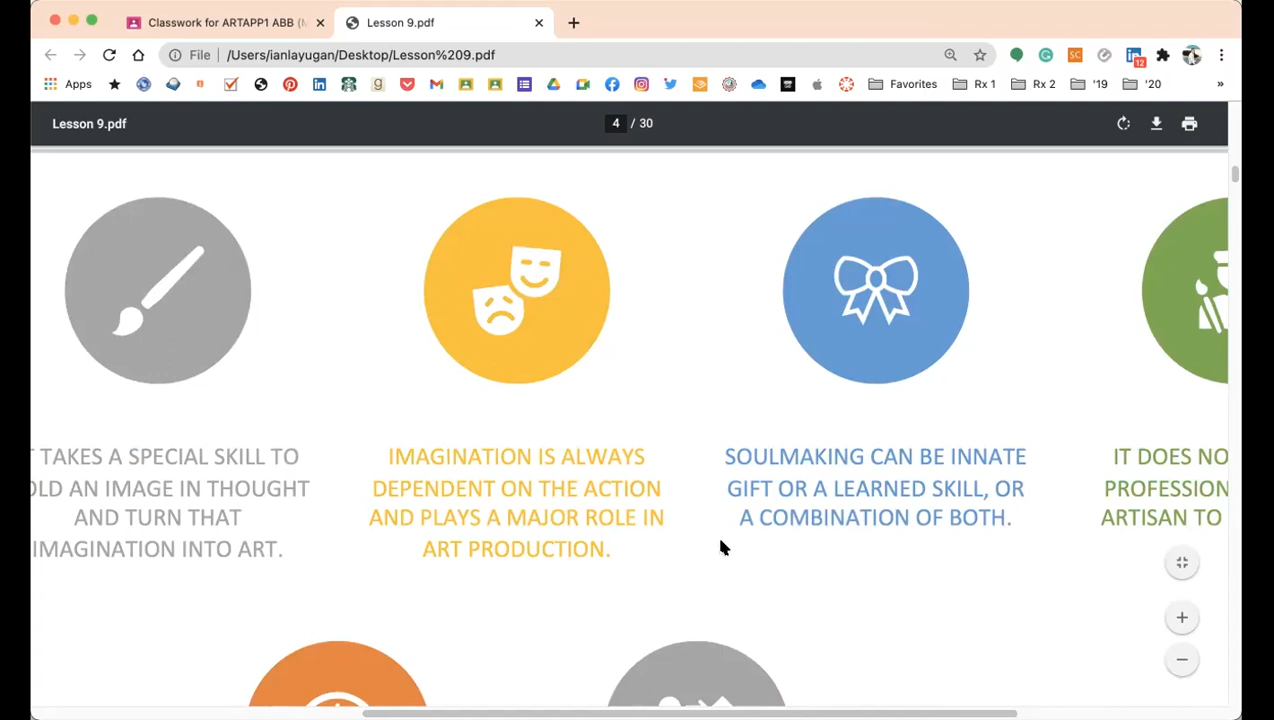 Classwork for ARTAPP1 ABB (
Lesson 9.pdf
File
/Users/ianlayugan/Desktop/Lesson%209.pdf
12
Apps
Favorites
Rx 1
Rx 2
'19
'20
»
Lesson 9.pdf
4 / 30
TAKES A SPECIAL SKILL TO
OLD AN IMAGE IN THOUGHT
AND TURN THAT
IMAGINATION INTO ART.
IMAGINATION IS ALWAYS
DEPENDENT ON THE ACTION
AND PLAYS A MAJOR ROLE IN
ART PRODUCTION.
SOULMAKING CAN BE INNATE
GIFT OR A LEARNED SKILL, OR
A COMBINATION OF BOTH.
IT DOES NO
PROFESSION
ARTISAN TO